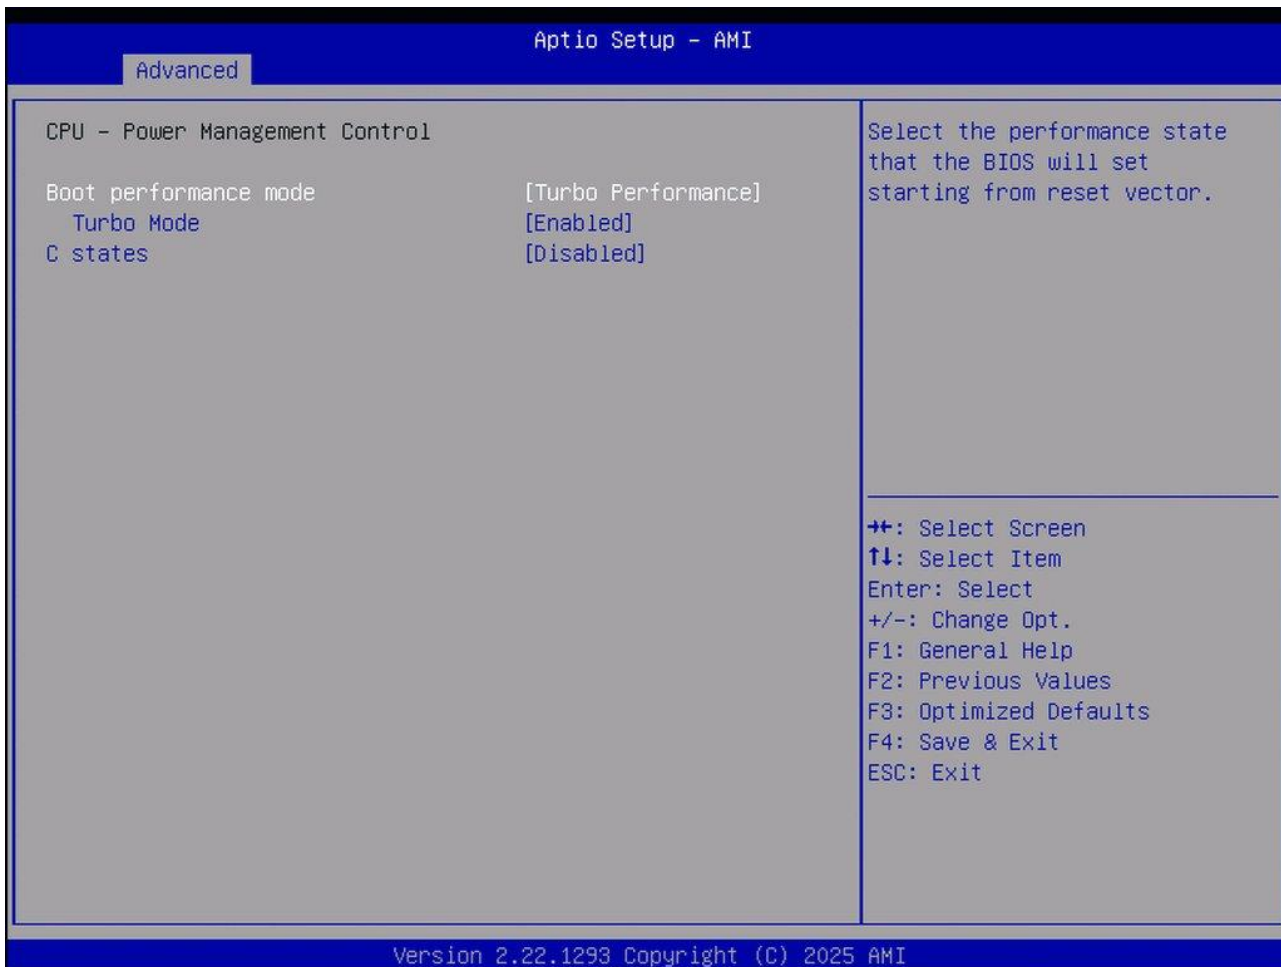 Aptio Setup – AMI
Advanced
CPU – Power Management Control
Boot performance mode [Turbo Performance]
Turbo Mode [Enabled]
C states [Disabled]
Select the performance state
that the BIOS will set
starting from reset vector.
→←: Select Screen
↑↓: Select Item
Enter: Select
+/-: Change Opt.
F1: General Help
F2: Previous Values
F3: Optimized Defaults
F4: Save & Exit
ESC: Exit
Version 2.22.1293 Copyright (C) 2025 AMI